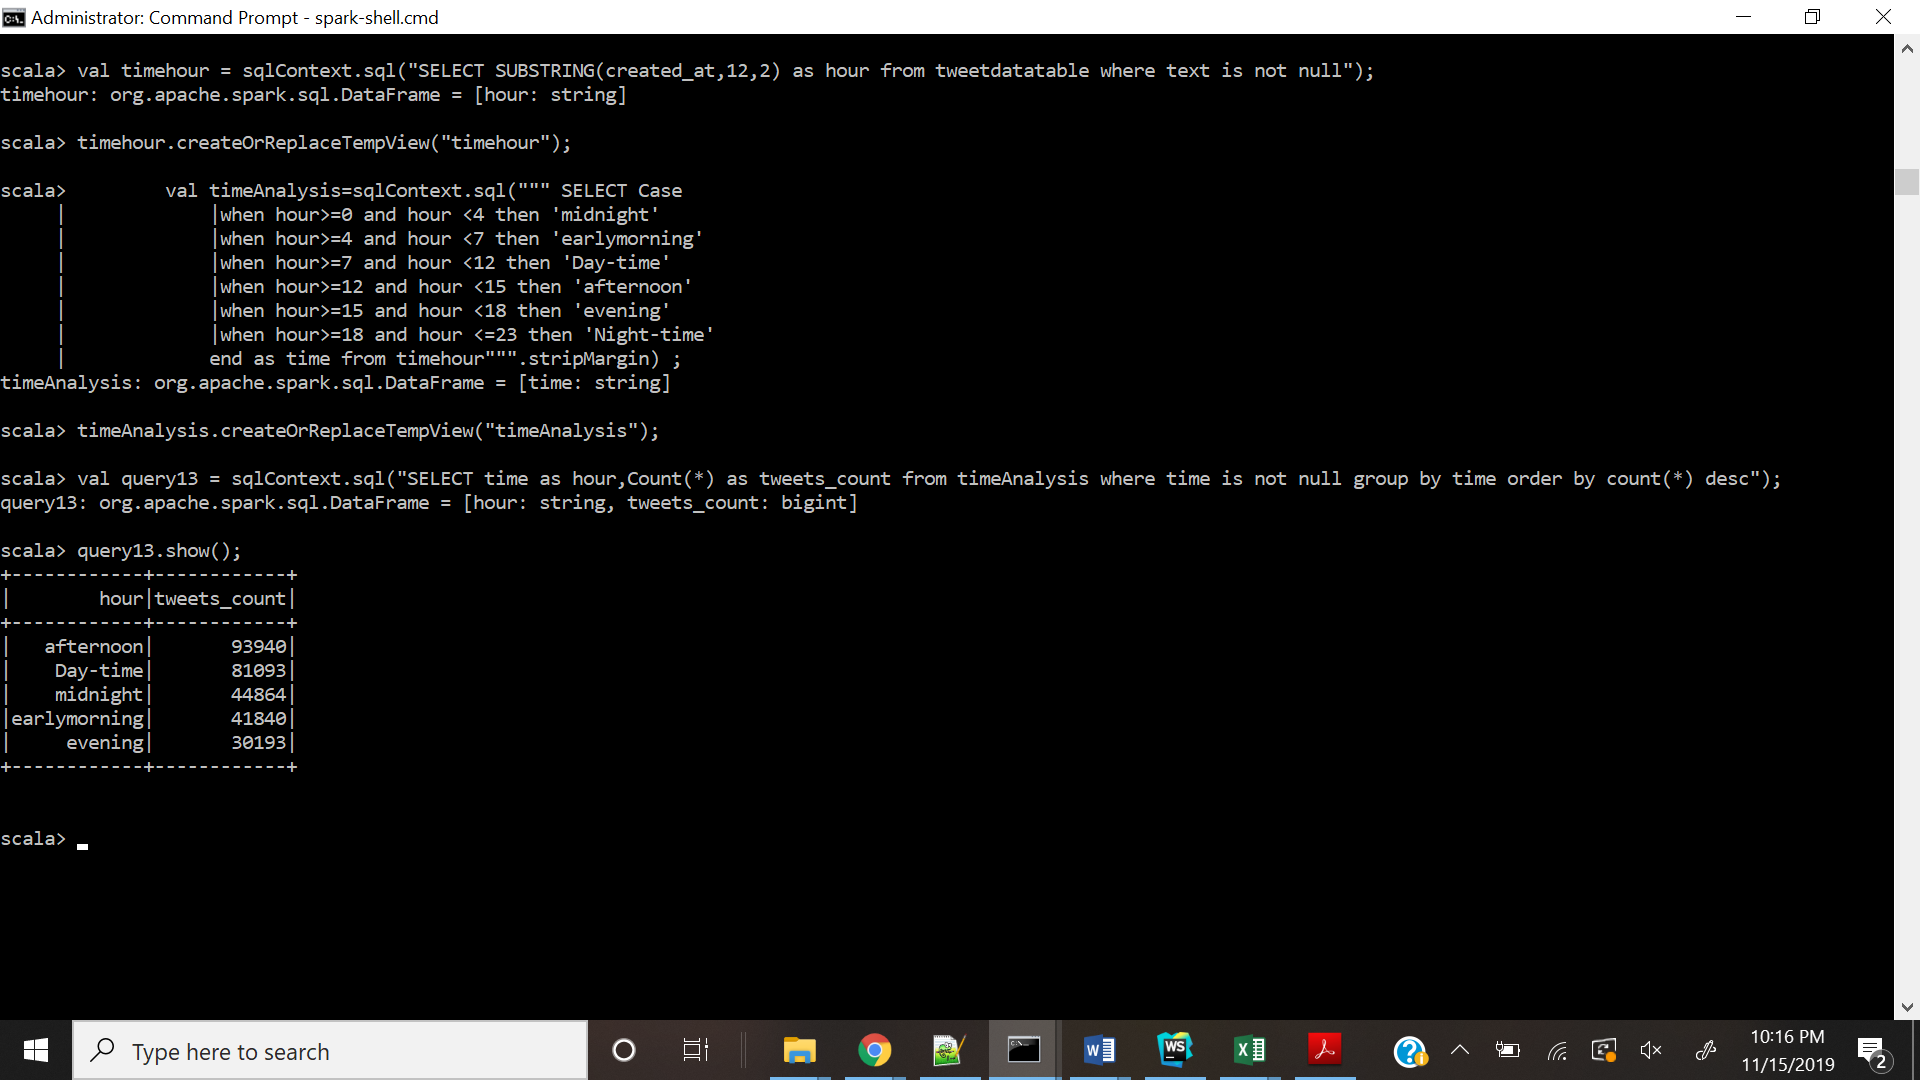 Administrator: Command Prompt - spark-shell.cmd
scala> val timehour = sqlContext.sql("SELECT SUBSTRING(created_at,12,2) as hour from tweetdatatable where text is not null");
timehour: org.apache.spark.sql.DataFrame = [hour: string]
scala> timehour.createOrReplaceTempView("timehour");
scala>         val timeAnalysis=sqlContext.sql(""" SELECT Case
     |             |when hour>=0 and hour <4 then 'midnight'
     |             |when hour>=4 and hour <7 then 'earlymorning'
     |             |when hour>=7 and hour <12 then 'Day-time'
     |             |when hour>=12 and hour <15 then 'afternoon'
     |             |when hour>=15 and hour <18 then 'evening'
     |             |when hour>=18 and hour <=23 then 'Night-time'
     |             end as time from timehour""".stripMargin) ;
timeAnalysis: org.apache.spark.sql.DataFrame = [time: string]
scala> timeAnalysis.createOrReplaceTempView("timeAnalysis");
scala> val query13 = sqlContext.sql("SELECT time as hour,Count(*) as tweets_count from timeAnalysis where time is not null group by time order by count(*) desc");
query13: org.apache.spark.sql.DataFrame = [hour: string, tweets_count: bigint]
scala> query13.show();
+------------+------------+
|        hour|tweets_count|
+------------+------------+
|   afternoon|       93940|
|    Day-time|       81093|
|    midnight|       44864|
|earlymorning|       41840|
|     evening|       30193|
+------------+------------+
scala>
Type here to search
WS
10:16 PM
11/15/2019
2